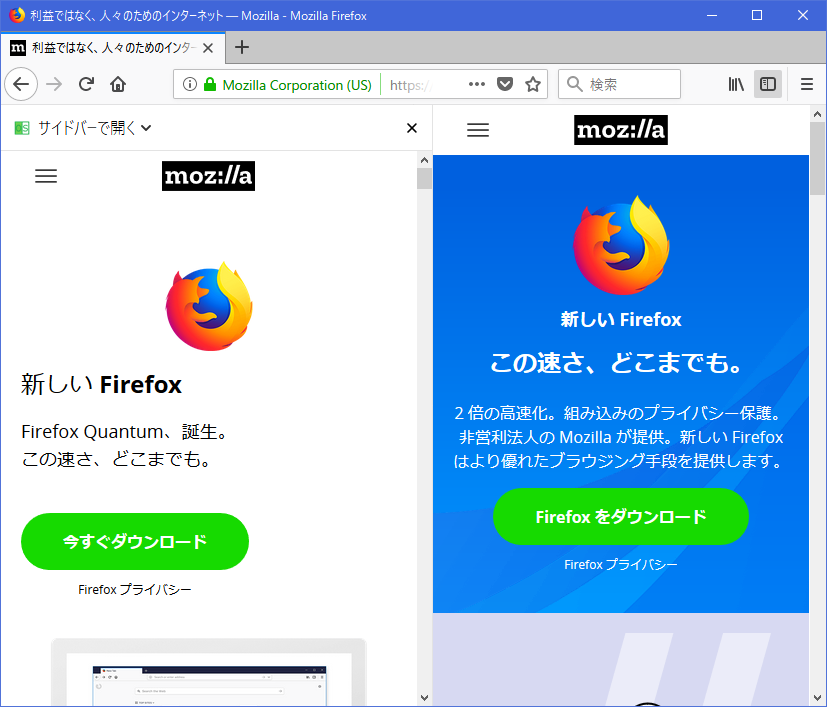 利益ではなく、人々のためのインターネット — Mozilla - Mozilla Firefox
m 利益ではなく、人々のためのインター
Mozilla Corporation (US) https:/ 検索
サイドバーで開く
moz://a
新しい Firefox
Firefox Quantum、誕生。
この速さ、どこまでも。
今すぐダウンロード
Firefox プライバシー
moz://a
新しい Firefox
この速さ、どこまでも。
2 倍の高速化。組み込みのプライバシー保護。
非営利法人の Mozilla が提供。新しい Firefox
はより優れたブラウジング手段を提供します。
Firefox をダウンロード
Firefox プライバシー